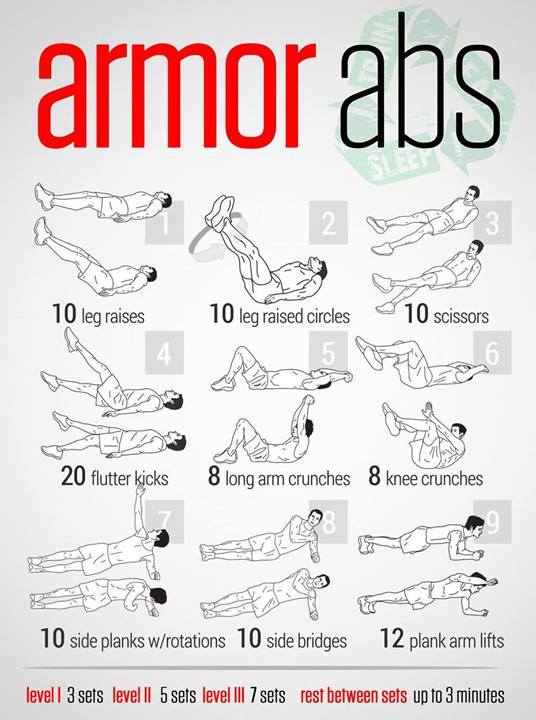 armor abs
TRAIN
SLEEP
1
2
3
10 leg raises
10 leg raised circles
10 scissors
4
5
6
20 flutter kicks
8 long arm crunches
8 knee crunches
7
8
9
10 side planks w/rotations
10 side bridges
12 plank arm lifts
level I 3 sets level II 5 sets level III 7 sets rest between sets up to 3 minutes